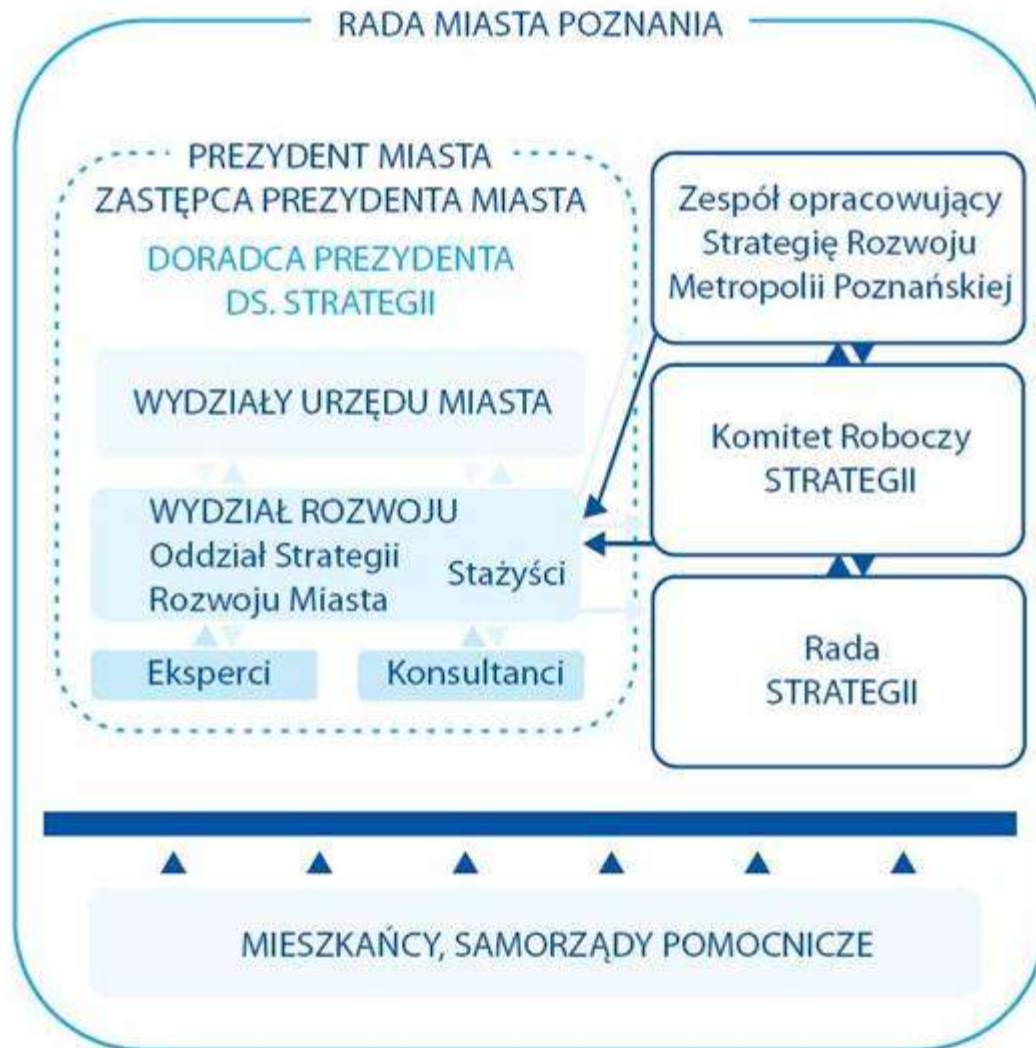 RADA MIASTA POZNANIA
PREZYDENT MIASTA
ZASTĘPCA PREZYDENTA MIASTA
DORADCA PREZYDENTA
DS. STRATEGII
WYDZIAŁY URZĘDU MIASTA
WYDZIAŁ ROZWOJU
Oddział Strategii
Rozwoju Miasta
Stażyści
Eksperci
Konsultanci
Zespół opracowujący
Strategię Rozwoju
Metropolii Poznańskiej
Komitet Roboczy
STRATEGII
Rada
STRATEGII
MIESZKAŃCY, SAMORZĄDY POMOCNICZE